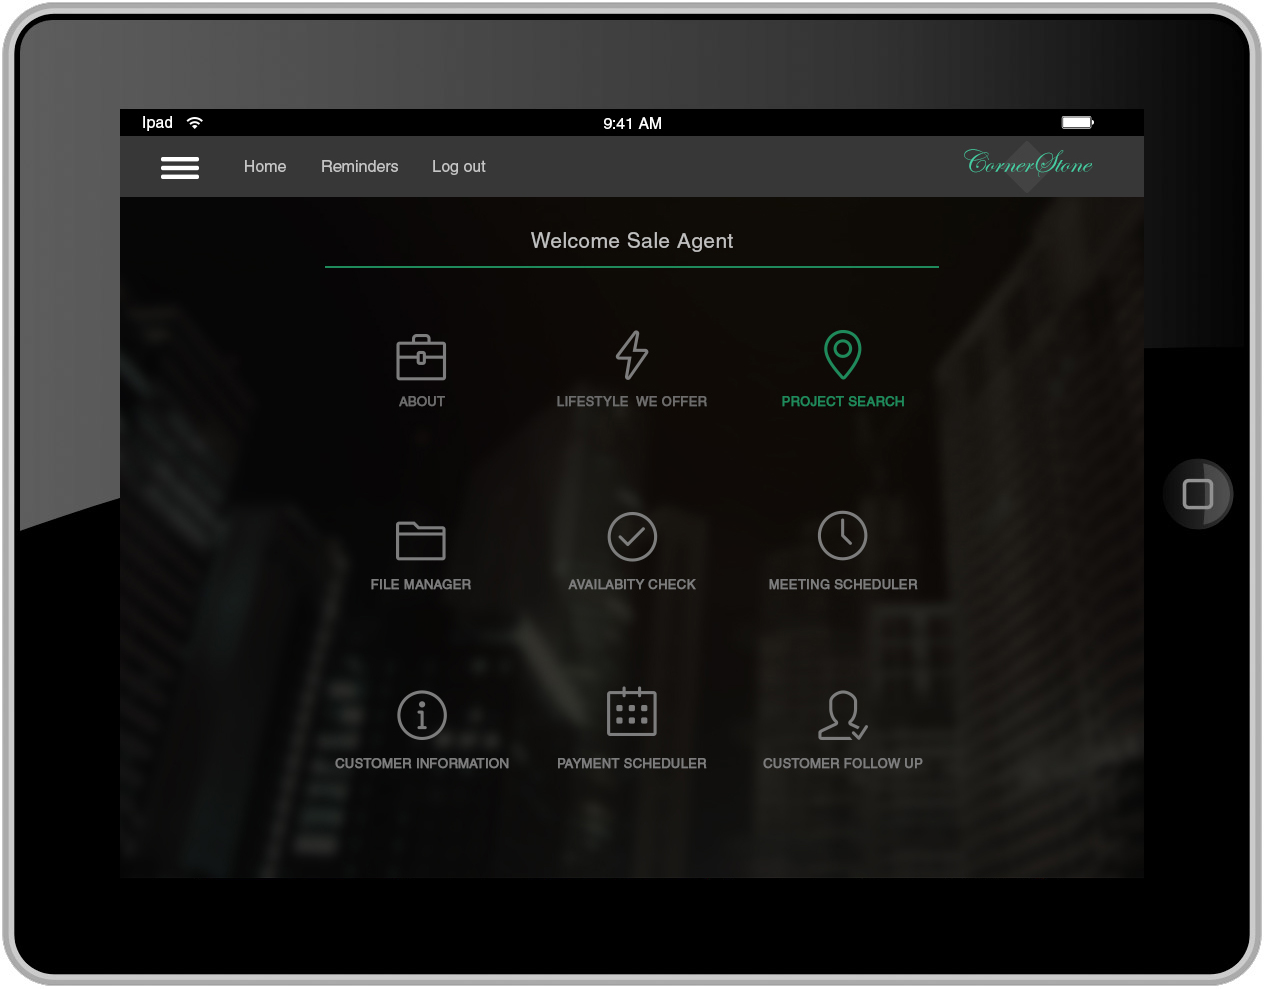 Ipad 9:41 AM
Home Reminders Log out CornerStone
Welcome Sale Agent
ABOUT LIFESTYLE WE OFFER PROJECT SEARCH
FILE MANAGER AVAILABITY CHECK MEETING SCHEDULER
CUSTOMER INFORMATION PAYMENT SCHEDULER CUSTOMER FOLLOW UP